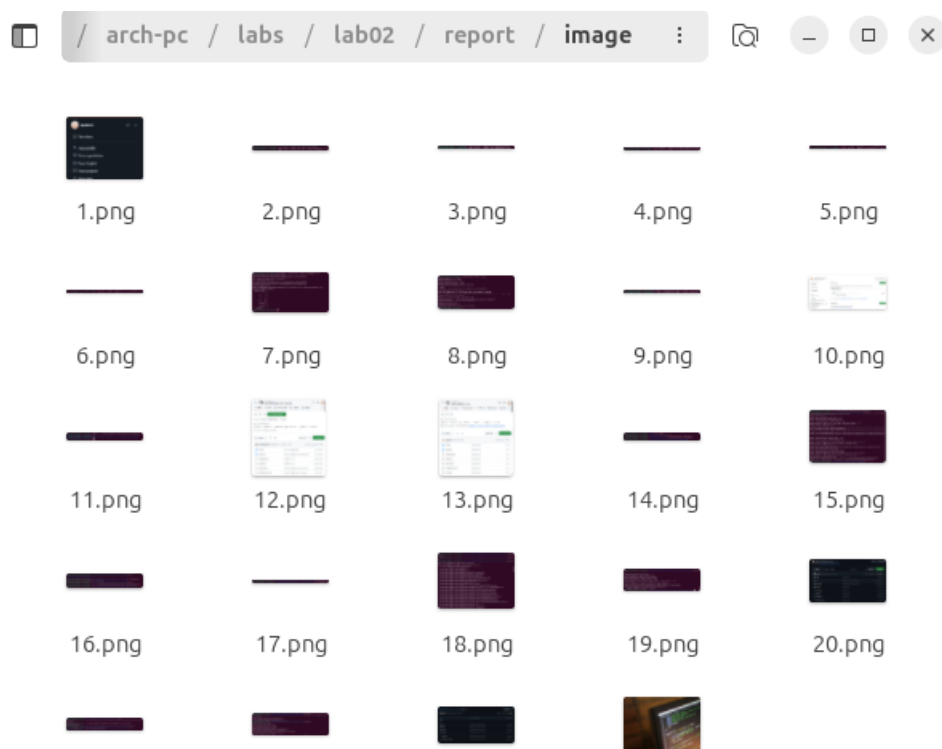 / arch-pc / labs / lab02 / report / image
1.png 2.png 3.png 4.png 5.png
6.png 7.png 8.png 9.png 10.png
11.png 12.png 13.png 14.png 15.png
16.png 17.png 18.png 19.png 20.png